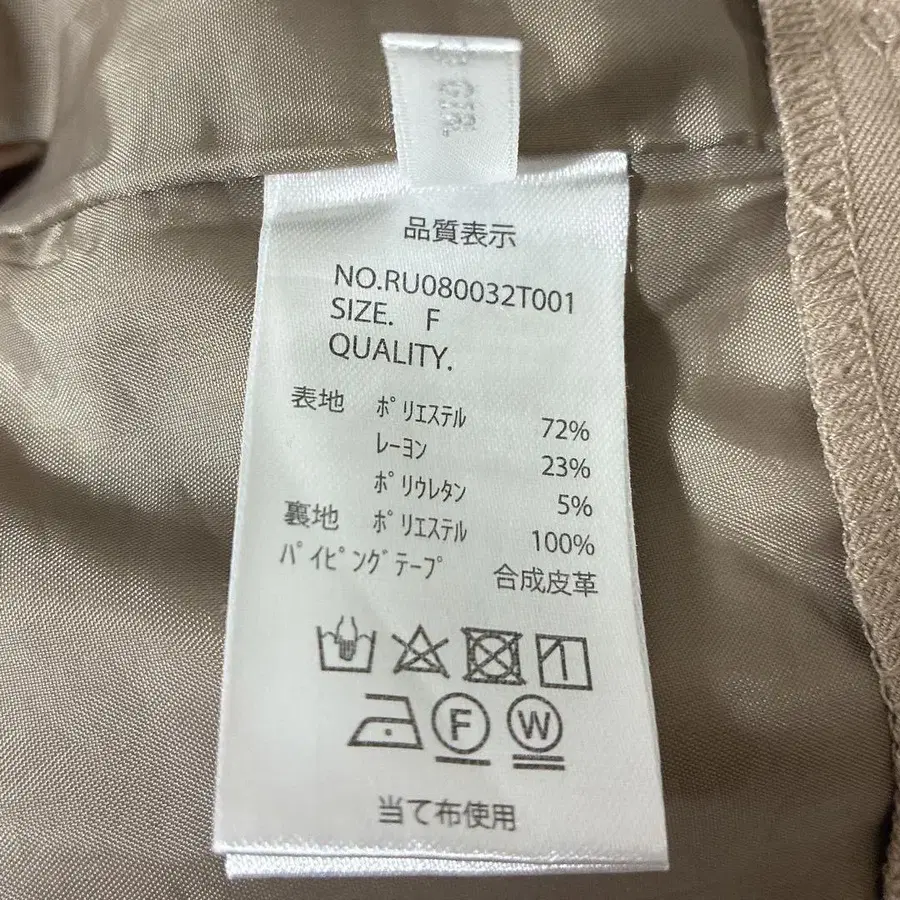 品質表示
NO.RU080032T001
SIZE. F
QUALITY.
表地 ポリエステル 72%
レーヨン 23%
ポリウレタン 5%
裏地 ポリエステル 100%
パイピングテープ 合成皮革
F W
当て布使用